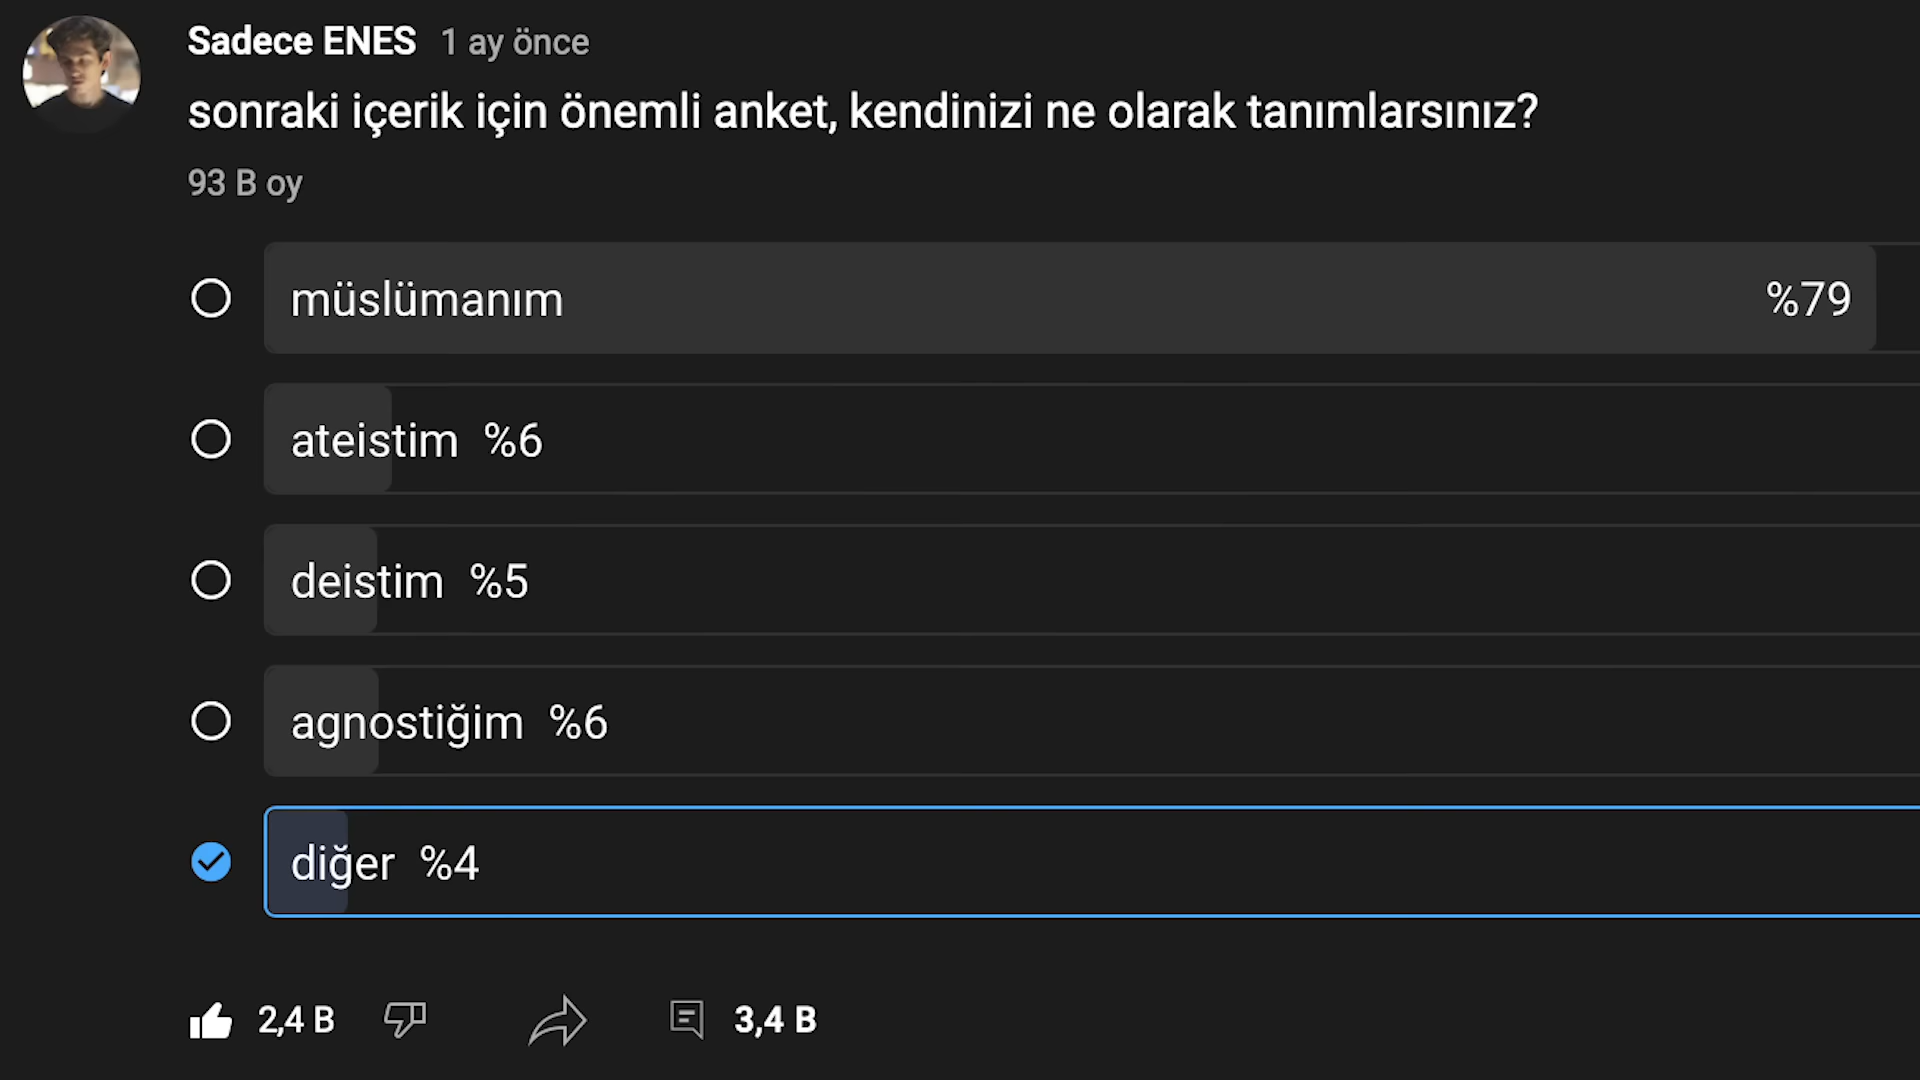 Sadece ENES 1 ay önce
sonraki içerik için önemli anket, kendinizi ne olarak tanımlarsınız?
93 B oy
müslümanım %79
ateistim %6
deistim %5
agnostiğim %6
diğer %4
2,4 B 3,4 B